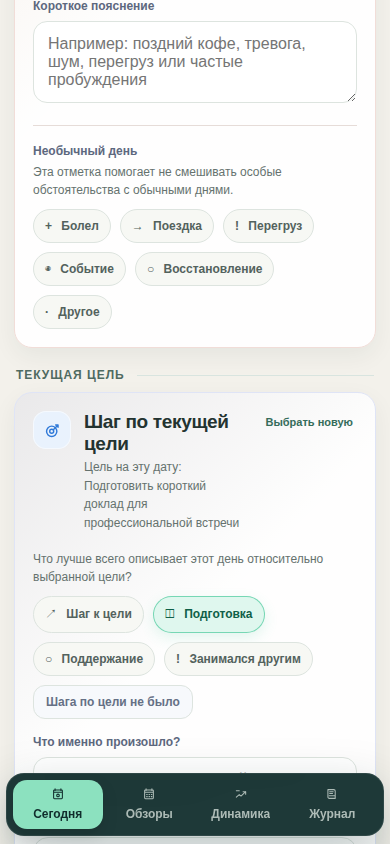 Короткое пояснение
Например: поздний кофе, тревога,
шум, перегруз или частые
пробуждения
Необычный день
Эта отметка помогает не смешивать особые
обстоятельства с обычными днями.
+ Болел → Поездка ! Перегруз
Событие ○ Восстановление
· Другое
ТЕКУЩАЯ ЦЕЛЬ
Шаг по текущей
цели
Выбрать новую
Цель на эту дату:
Подготовить короткий
доклад для
профессиональной встречи
Что лучше всего описывает этот день относительно
выбранной цели?
↗ Шаг к цели ◫ Подготовка
○ Поддержание ! Занимался другим
Шага по цели не было
Что именно произошло?
Сегодня Обзоры Динамика Журнал